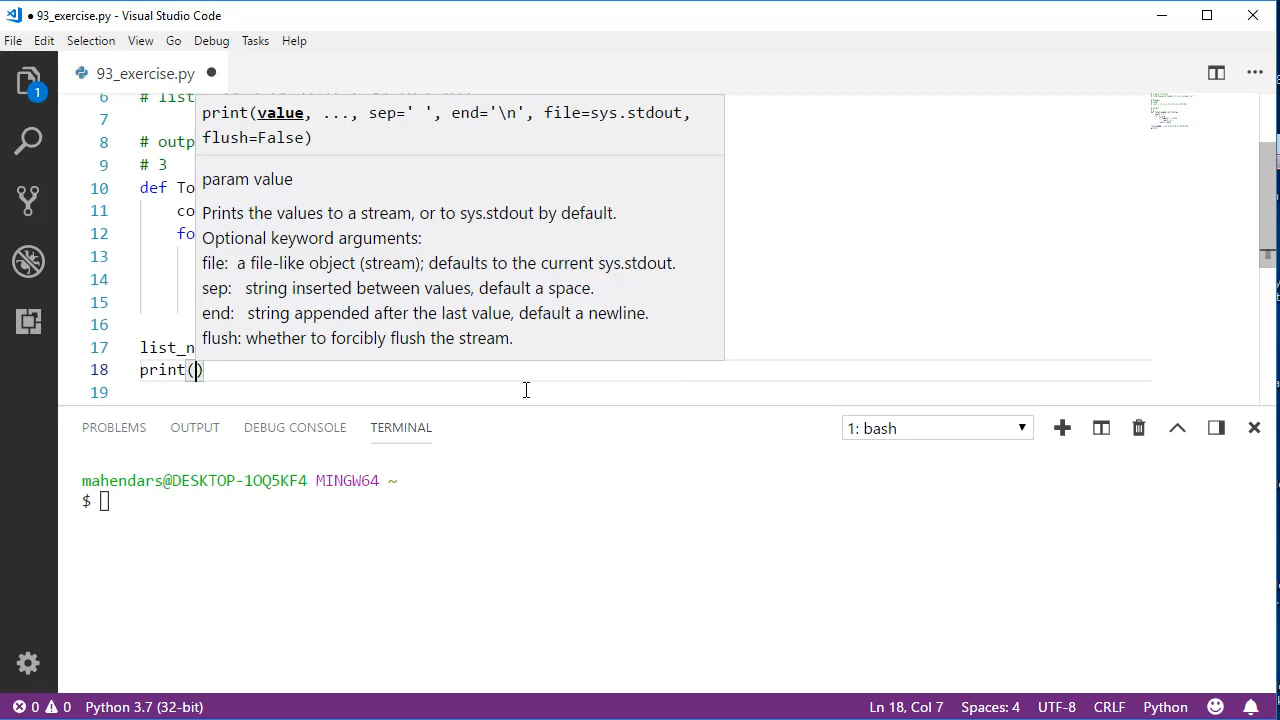 ● 93_exercise.py - Visual Studio Code
File Edit Selection View Go Debug Tasks Help
93_exercise.py ●
1
6 # list
7
8 # outp
9 # 3
10 def To
11 co
12 fo
13
14
15
16
17 list_n
18 print()
19
print(value, ..., sep=' ', end='\n', file=sys.stdout,
flush=False)
param value
Prints the values to a stream, or to sys.stdout by default.
Optional keyword arguments:
file: a file-like object (stream); defaults to the current sys.stdout.
sep: string inserted between values, default a space.
end: string appended after the last value, default a newline.
flush: whether to forcibly flush the stream.
PROBLEMS OUTPUT DEBUG CONSOLE TERMINAL 1: bash
mahendars@DESKTOP-1OQ5KF4 MINGW64 ~
$
0 0 Python 3.7 (32-bit) Ln 18, Col 7 Spaces: 4 UTF-8 CRLF Python